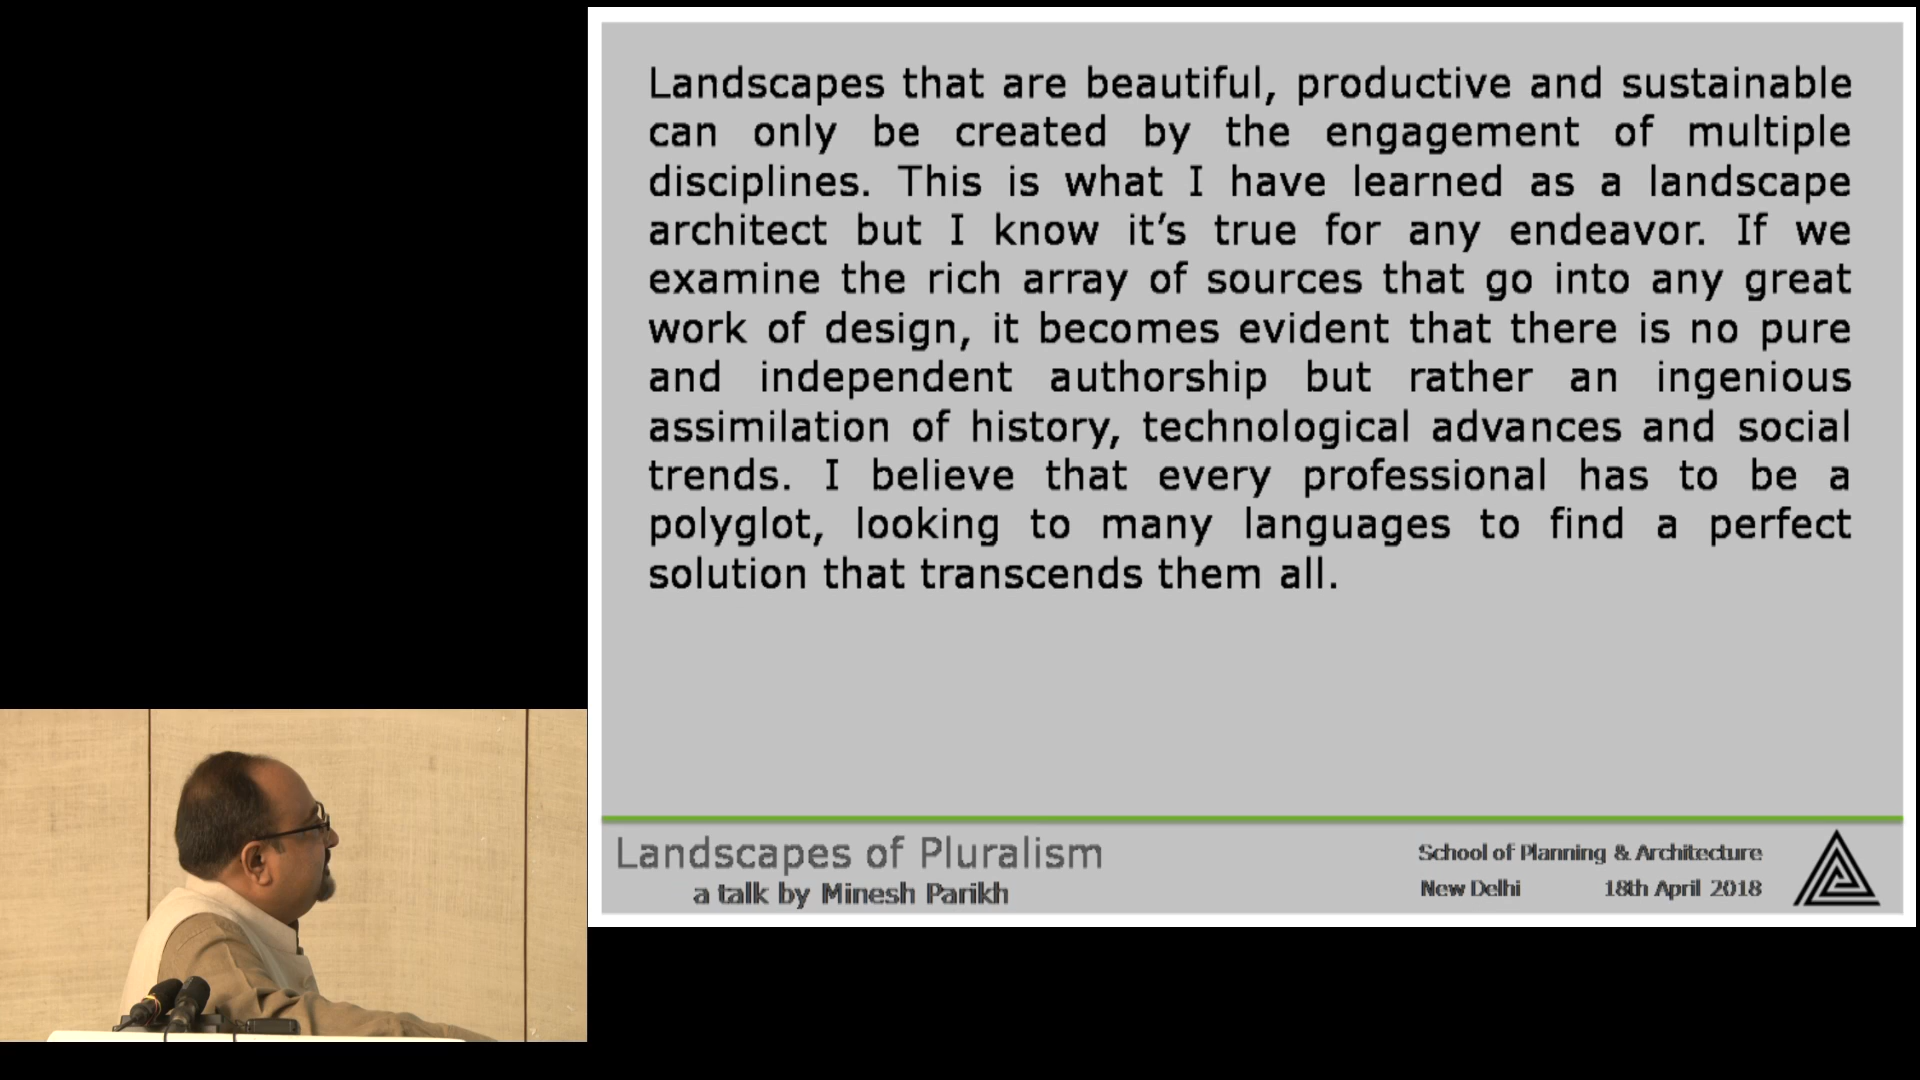 Landscapes that are beautiful, productive and sustainable
can only be created by the engagement of multiple
disciplines. This is what I have learned as a landscape
architect but I know it’s true for any endeavor. If we
examine the rich array of sources that go into any great
work of design, it becomes evident that there is no pure
and independent authorship but rather an ingenious
assimilation of history, technological advances and social
trends. I believe that every professional has to be a
polyglot, looking to many languages to find a perfect
solution that transcends them all.
Landscapes of Pluralism
a talk by Minesh Parikh
School of Planning & Architecture
New Delhi 18th April 2018